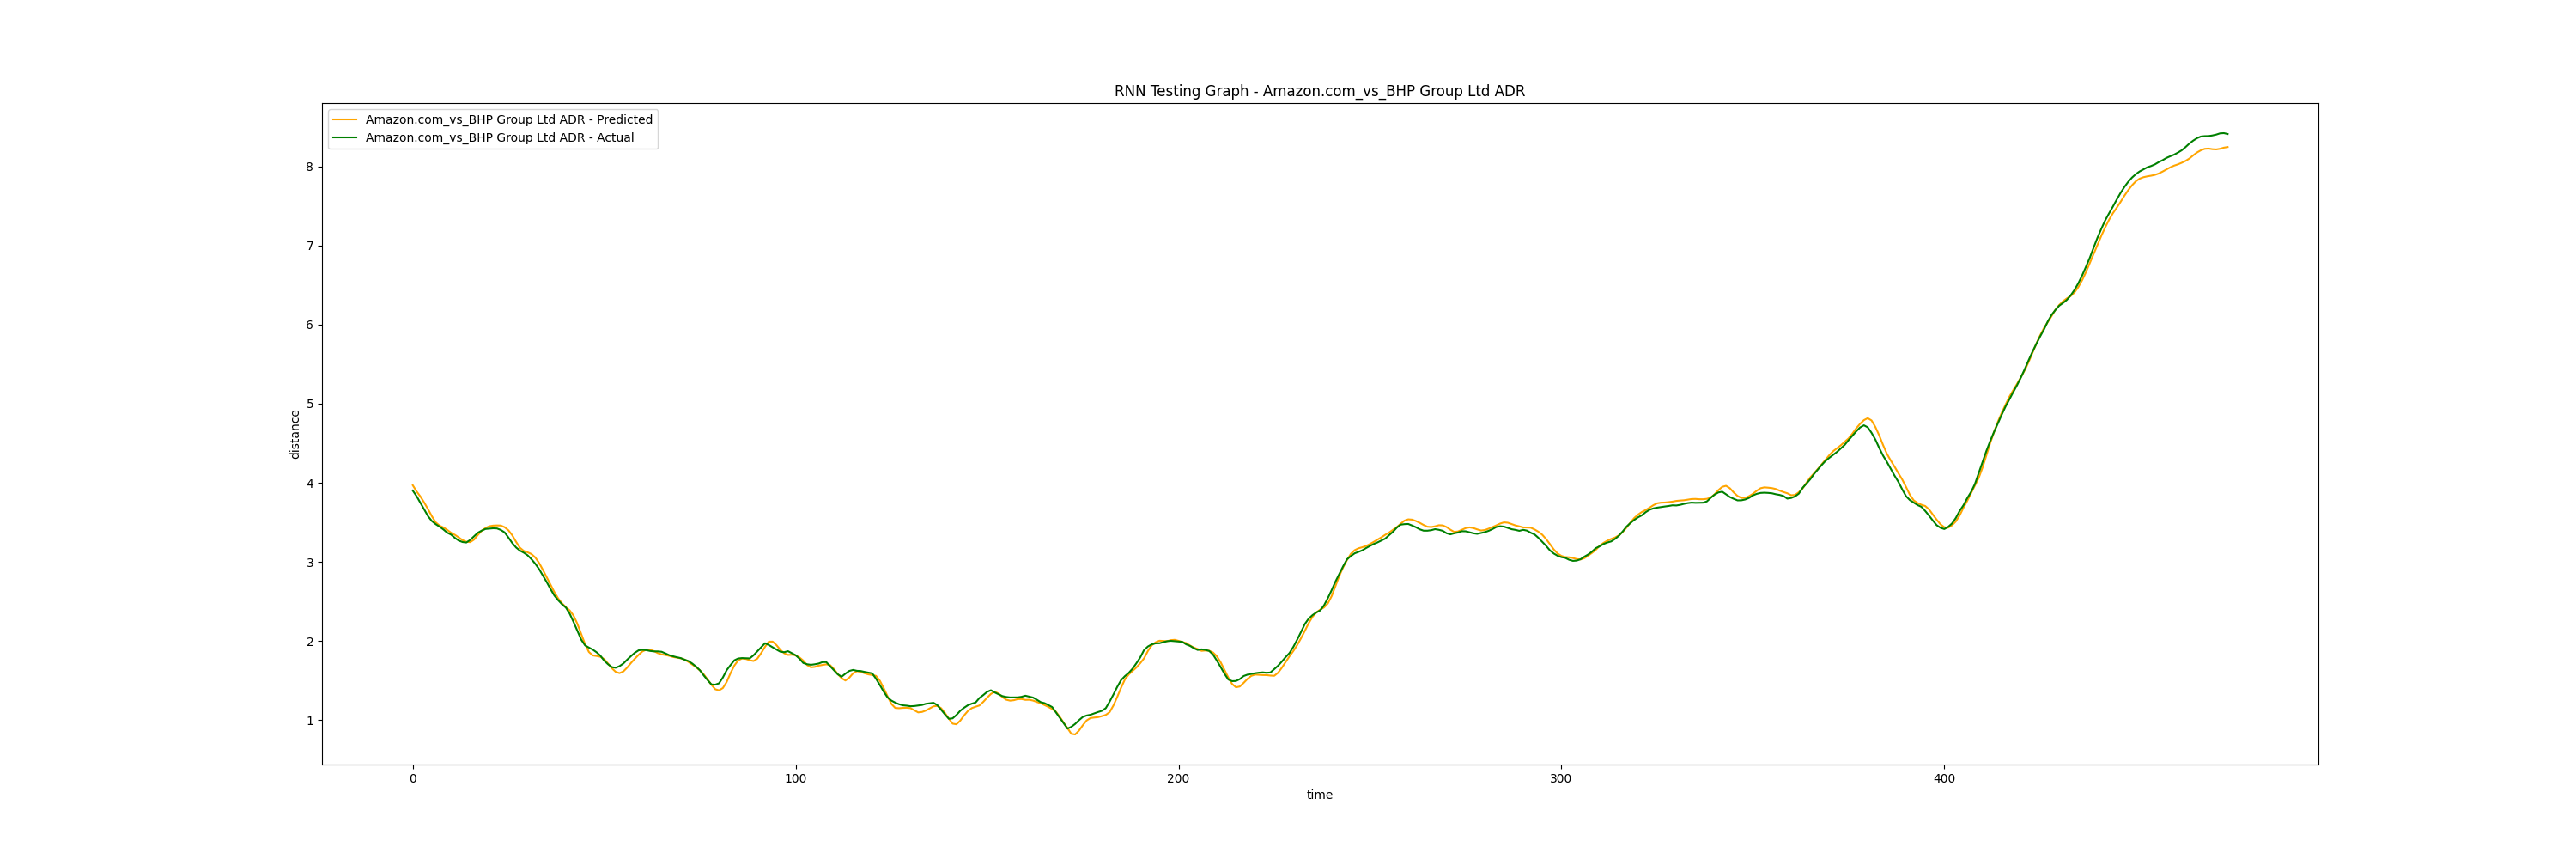 RNN Testing Graph - Amazon.com_vs_BHP Group Ltd ADR
Amazon.com_vs_BHP Group Ltd ADR - Predicted
Amazon.com_vs_BHP Group Ltd ADR - Actual
8
7
6
5
4
3
2
1
distance
0 100 200 300 400
time